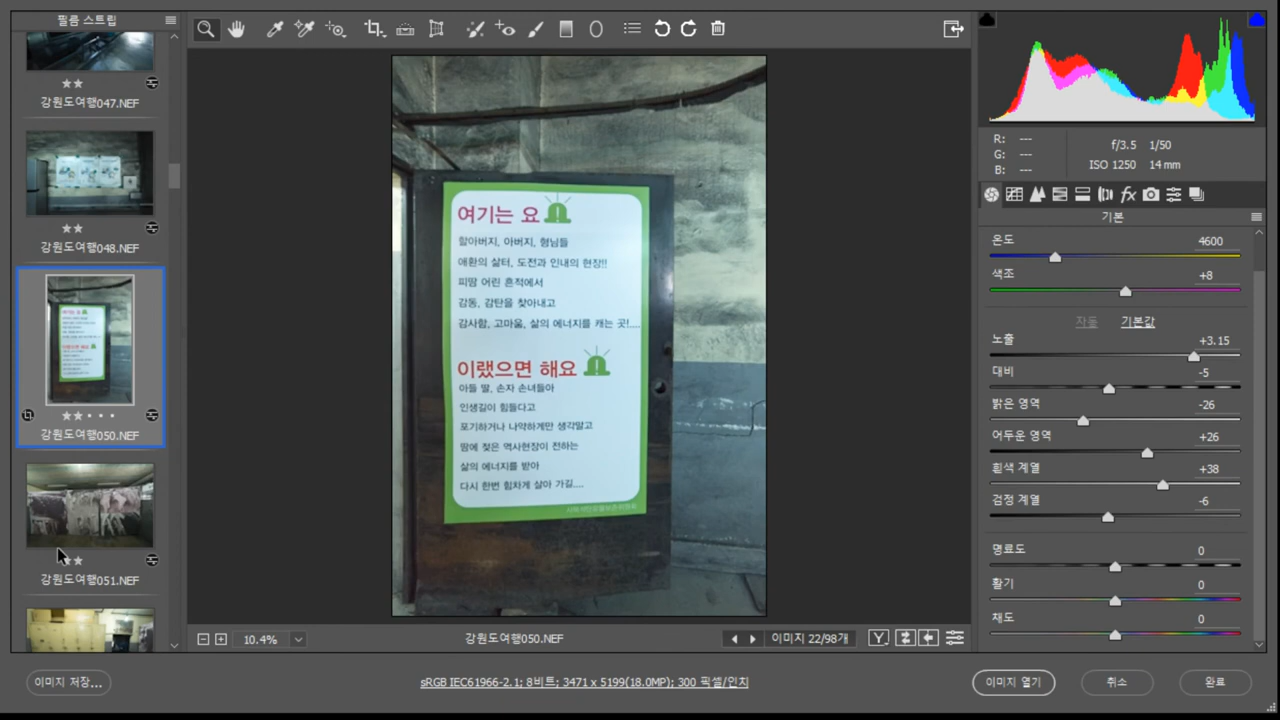 필름 스트립
강원도여행047.NEF
강원도여행048.NEF
강원도여행050.NEF
강원도여행051.NEF
여기는 요
할아버지, 아버지, 형님들
애환의 삶터, 도전과 인내의 현장!!
피땀 어린 흔적에서
감동, 감탄을 찾아내고
감사함, 고마움, 삶의 에너지를 캐는 곳!....
이랬으면 해요
아들 딸, 손자 손녀들아
인생길이 힘들다고
포기하거나 나약하게만 생각말고
땀에 젖은 역사현장이 전하는
삶의 에너지를 받아
다시 한번 힘차게 살아 가길....
10.4%
강원도여행050.NEF
이미지 22/98개
Y
R: ---
G: ---
B: ---
f/3.5 1/50
ISO 1250 14 mm
fx
기본
온도 4600
색조 +8
자동 기본값
노출 +3.15
대비 -5
밝은 영역 -26
어두운 영역 +26
흰색 계열 +38
검정 계열 -6
명료도 0
활기 0
채도 0
이미지 저장...
sRGB IEC61966-2.1; 8비트; 3471 x 5199(18.0MP); 300 픽셀/인치
이미지 열기
취소
완료